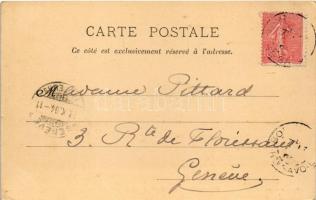 CARTE POSTALE
Ce côté est exclusivement réservé à l'adresse.
Madame Pittard
3. Rte de Florissant
Genève